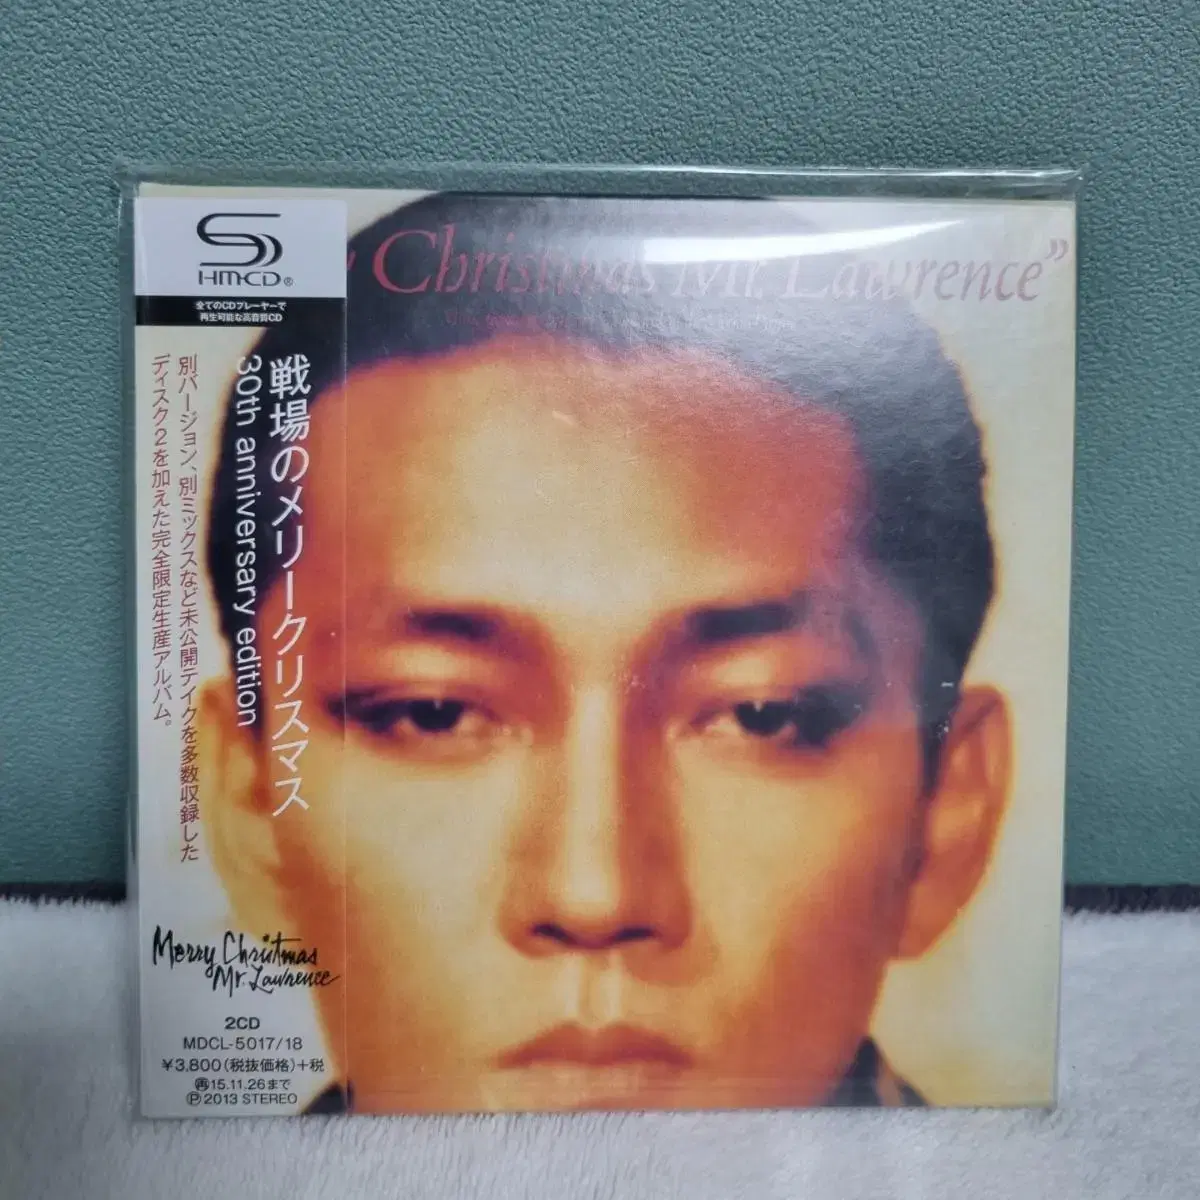 SHM-CD®
全てのCDプレーヤーで
再生可能な高音質CD
Christmas Mr. Lawrence”
戦場のメリークリスマス
30th anniversary edition
別バージョン、別ミックスなど未公開テイクを多数収録した
ディスク2を加えた完全限定生産アルバム。
Merry Christmas
Mr. Lawrence
2CD
MDCL-5017/18
¥3,800(税抜価格)+税
再15.11.26まで
Ⓟ2013 STEREO